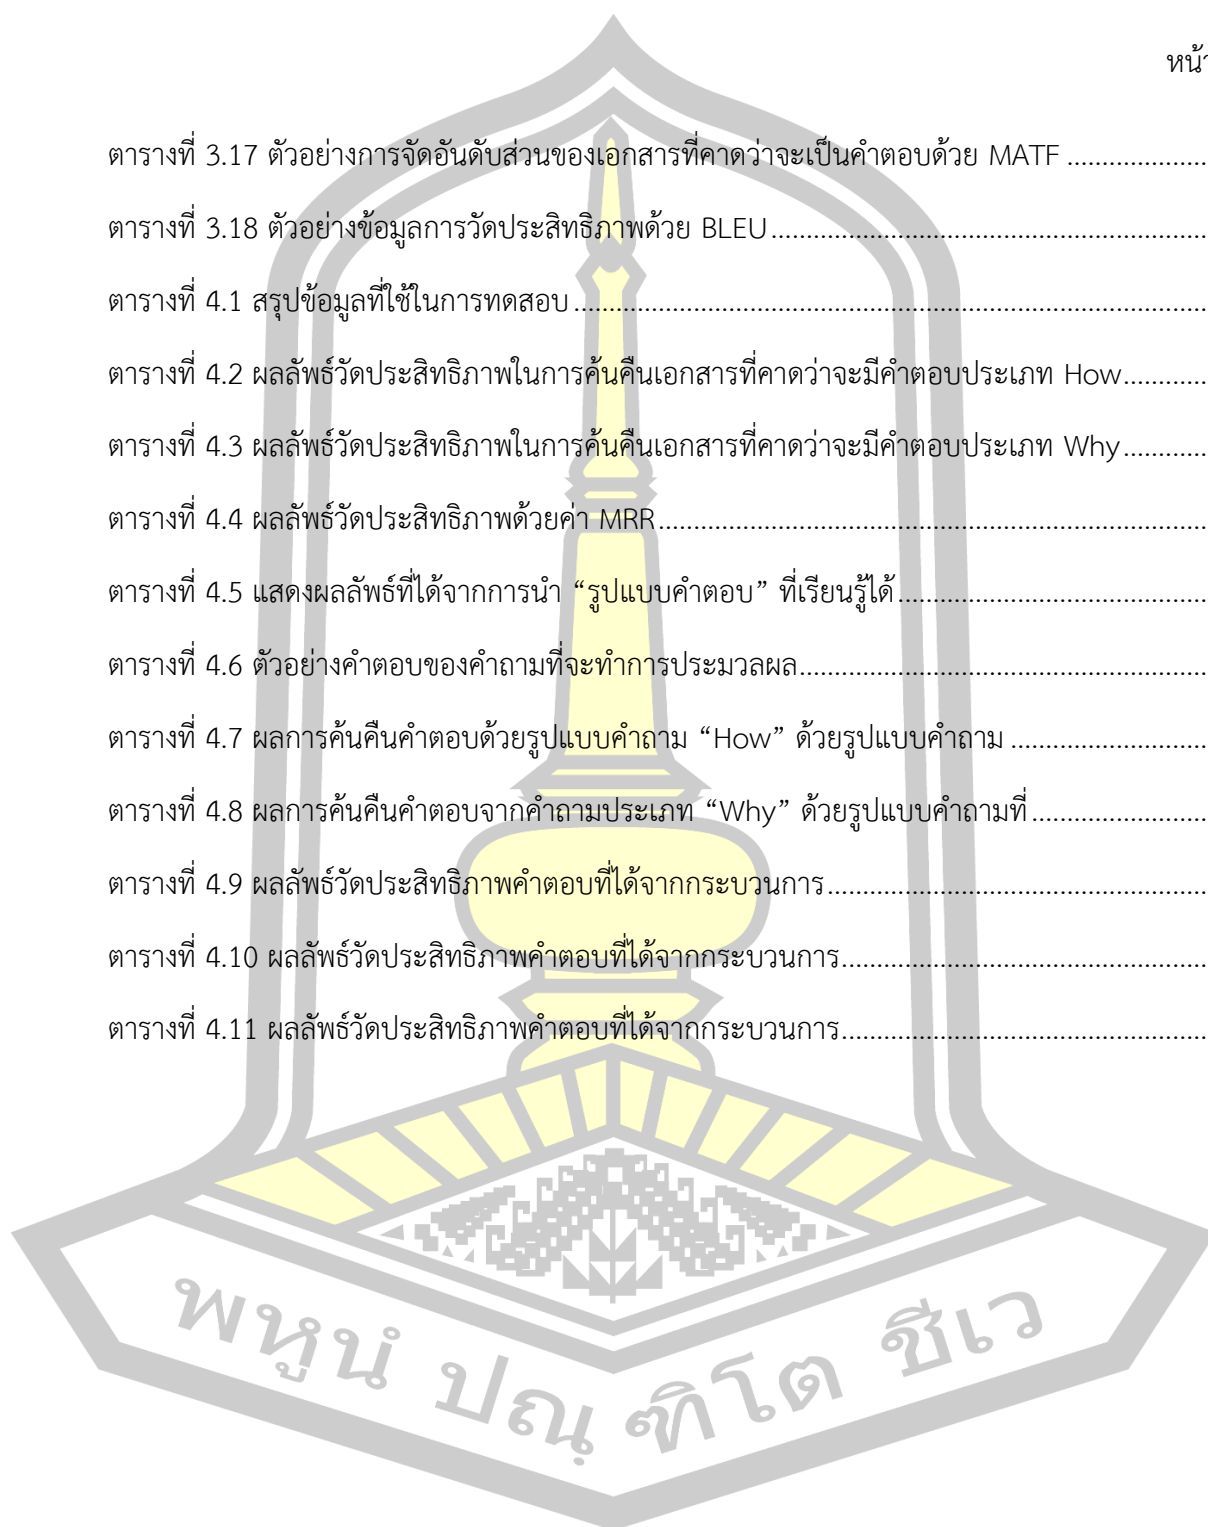 หน้า
ตารางที่ 3.17 ตัวอย่างการจัดอันดับส่วนของเอกสารที่คาดว่าจะเป็นคำตอบด้วย MATF ....................
ตารางที่ 3.18 ตัวอย่างข้อมูลการวัดประสิทธิภาพด้วย BLEU..............................................................
ตารางที่ 4.1 สรุปข้อมูลที่ใช้ในการทดสอบ .........................................................................................
ตารางที่ 4.2 ผลลัพธ์วัดประสิทธิภาพในการค้นคืนเอกสารที่คาดว่าจะมีคำตอบประเภท How............
ตารางที่ 4.3 ผลลัพธ์วัดประสิทธิภาพในการค้นคืนเอกสารที่คาดว่าจะมีคำตอบประเภท Why............
ตารางที่ 4.4 ผลลัพธ์วัดประสิทธิภาพด้วยค่า MRR..............................................................................
ตารางที่ 4.5 แสดงผลลัพธ์ที่ได้จากการนำ “รูปแบบคำตอบ” ที่เรียนรู้ได้............................................
ตารางที่ 4.6 ตัวอย่างคำตอบของคำถามที่จะทำการประมวลผล..........................................................
ตารางที่ 4.7 ผลการค้นคืนคำตอบด้วยรูปแบบคำถาม “How” ด้วยรูปแบบคำถาม ............................
ตารางที่ 4.8 ผลการค้นคืนคำตอบจากคำถามประเภท “Why” ด้วยรูปแบบคำถามที่.........................
ตารางที่ 4.9 ผลลัพธ์วัดประสิทธิภาพคำตอบที่ได้จากกระบวนการ......................................................
ตารางที่ 4.10 ผลลัพธ์วัดประสิทธิภาพคำตอบที่ได้จากกระบวนการ....................................................
ตารางที่ 4.11 ผลลัพธ์วัดประสิทธิภาพคำตอบที่ได้จากกระบวนการ....................................................
พหูนํ ปณฺฑิโต ชีเว